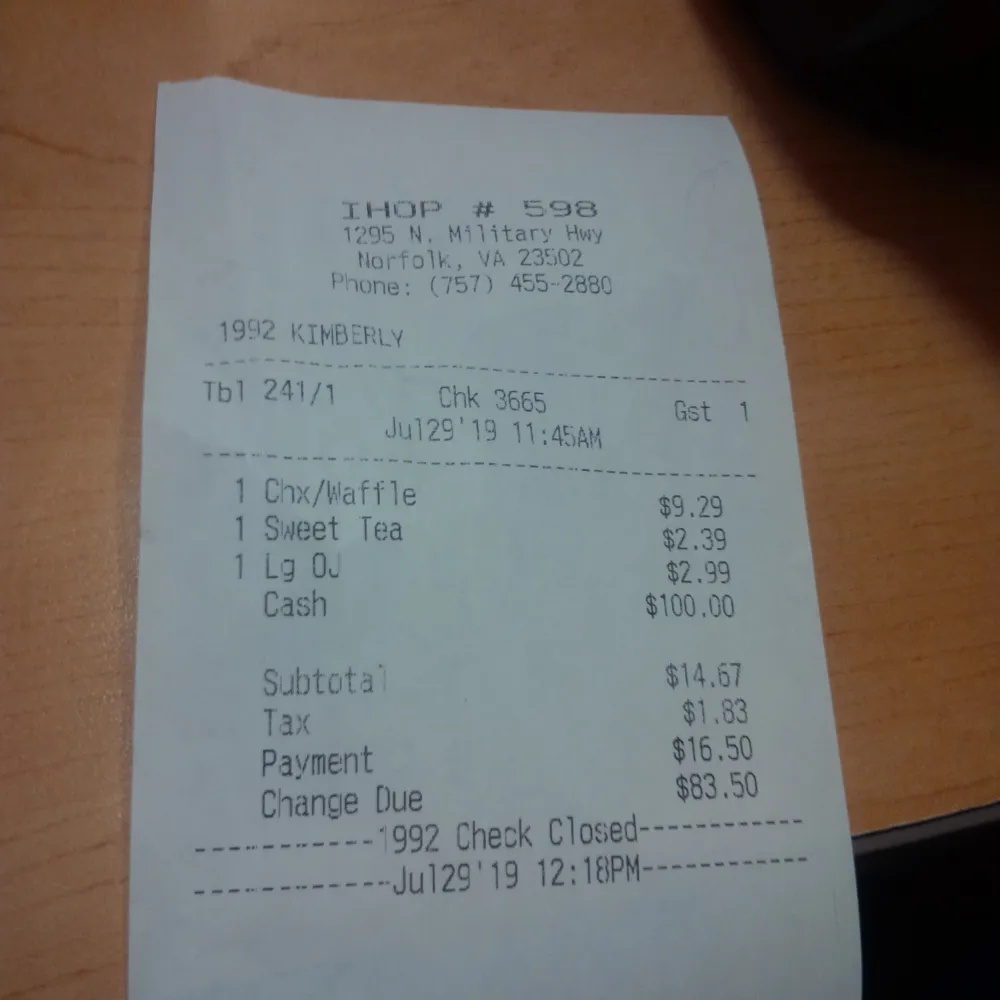 IHOP # 598
1295 N. Military Hwy
Norfolk, VA 23502
Phone: (757) 455-2880
1992 KIMBERLY
Tbl 241/1 Chk 3665 Gst 1
Jul29'19 11:45AM
1 Chx/Waffle $9.29
1 Sweet Tea $2.39
1 Lg OJ $2.99
Cash $100.00
Subtotal $14.67
Tax $1.83
Payment $16.50
Change Due $83.50
-----------1992 Check Closed------------
------------Jul29'19 12:18PM------------